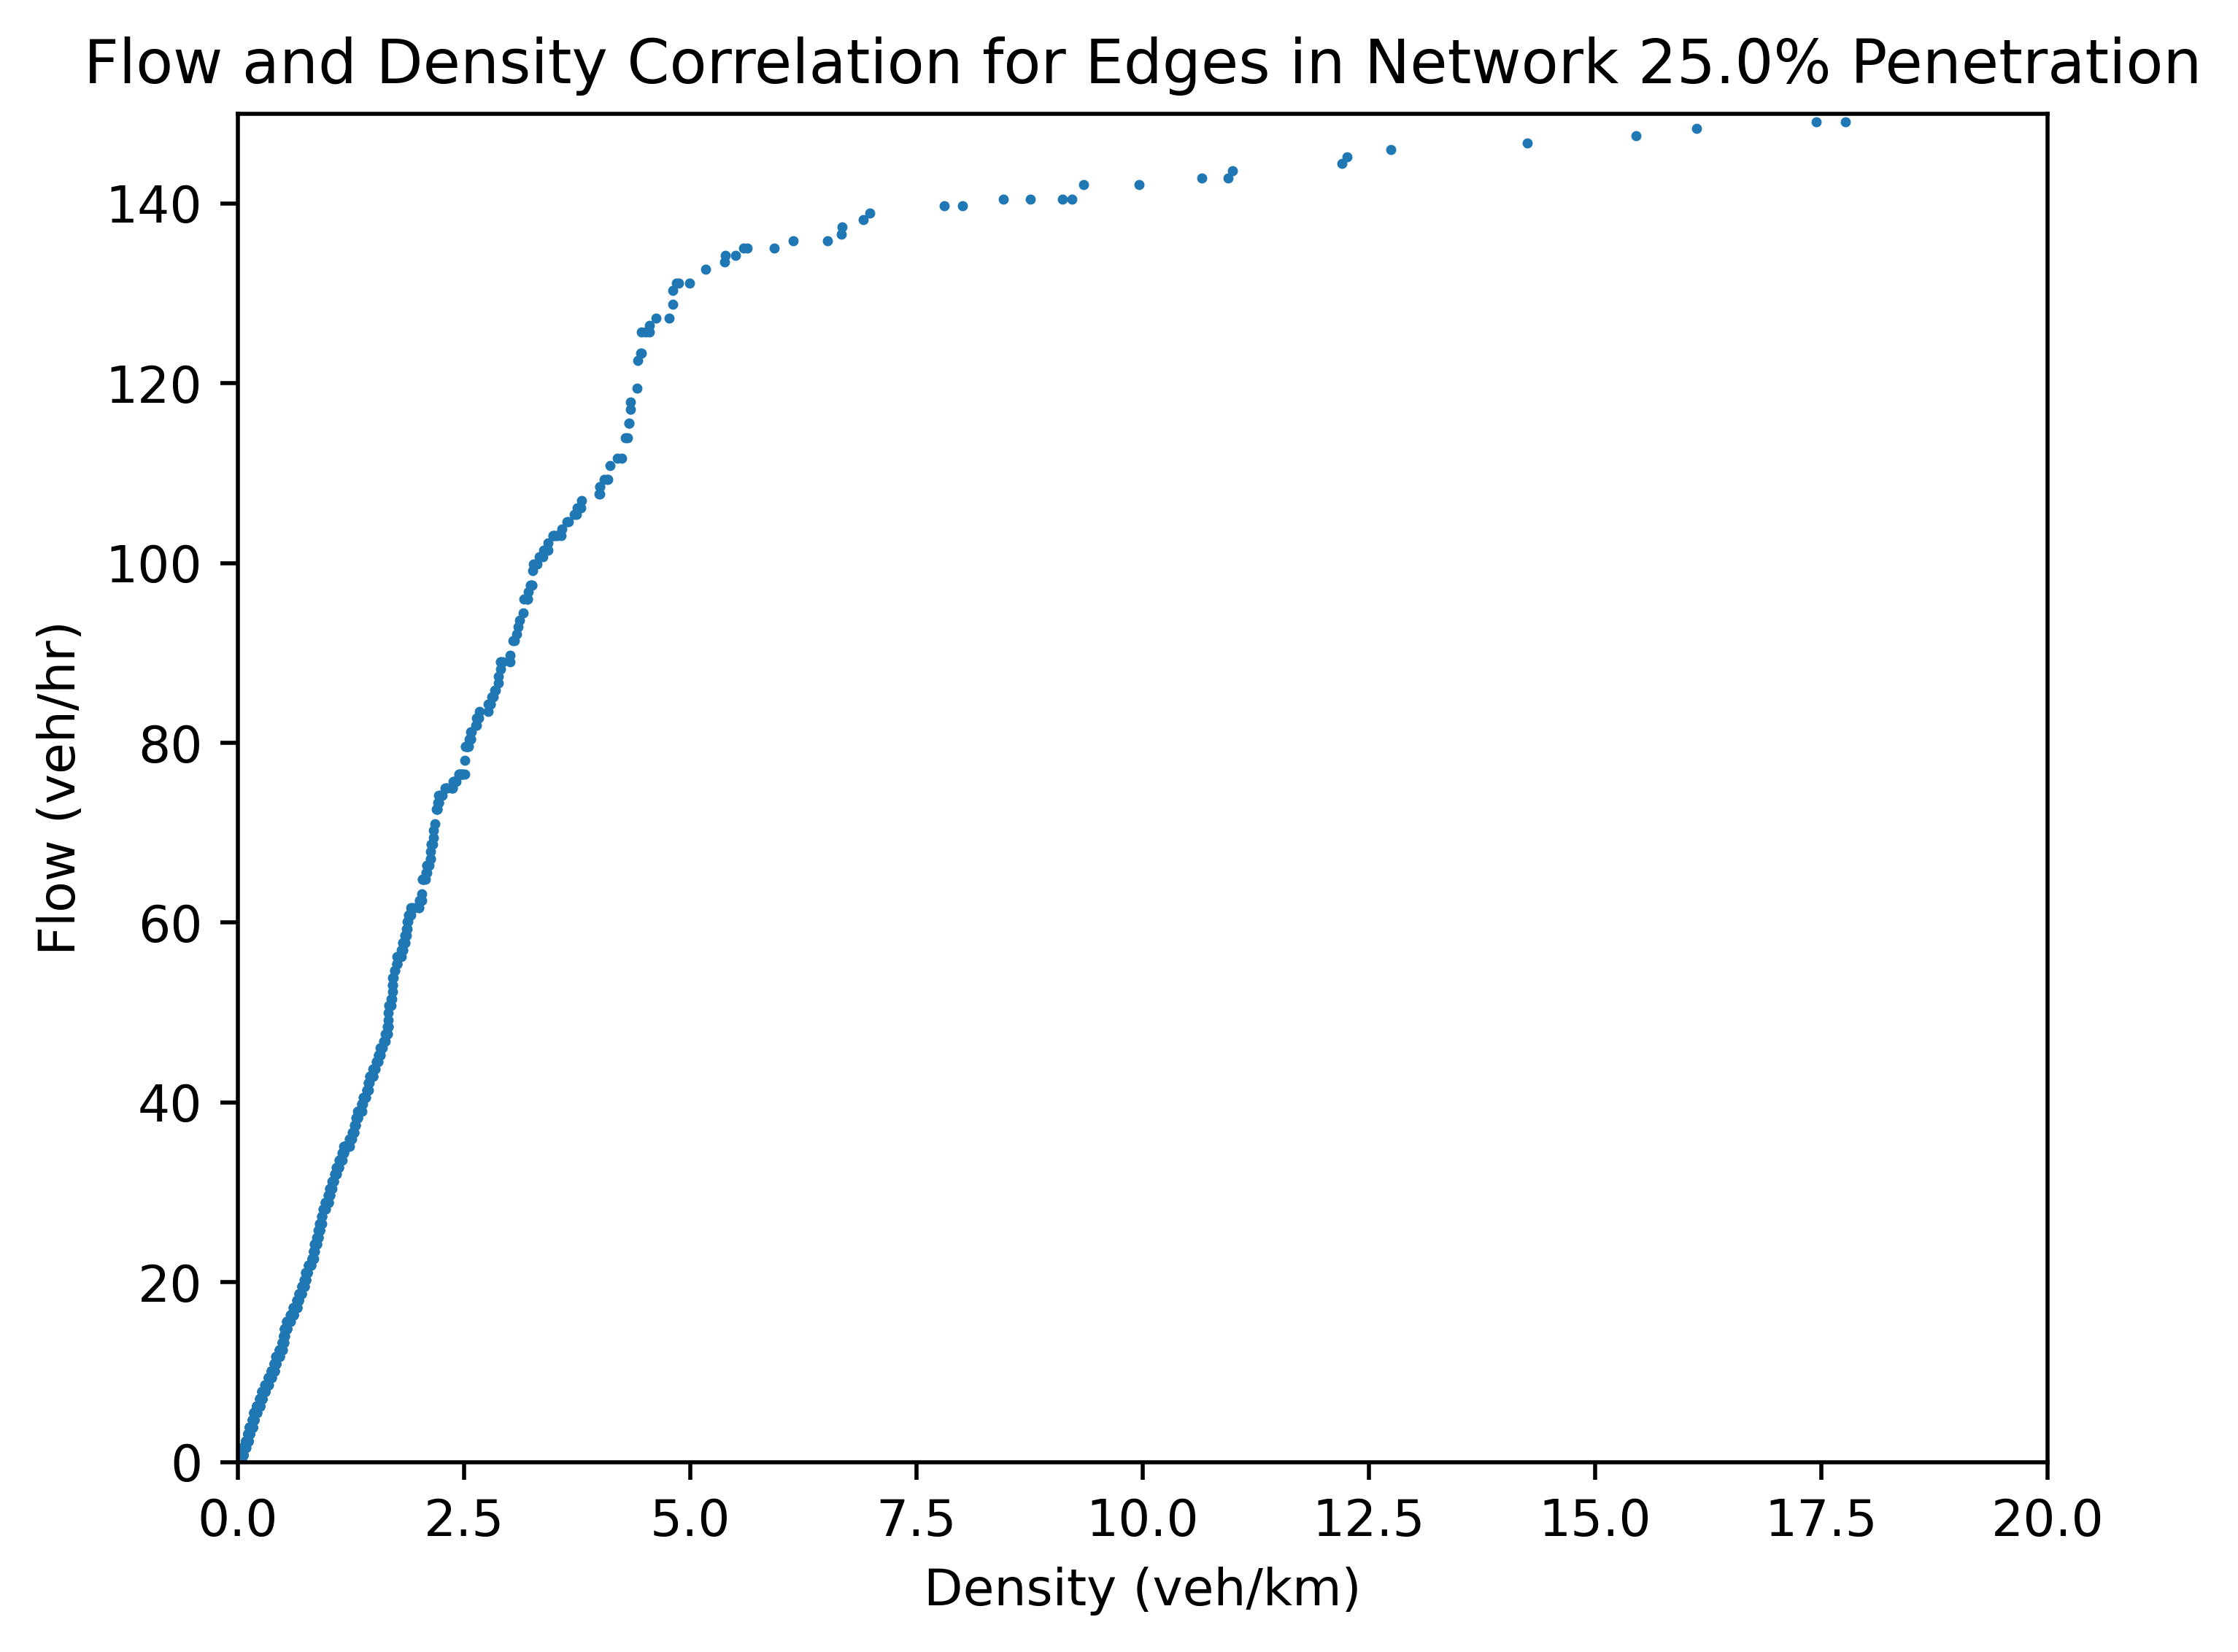 Flow and Density Correlation for Edges in Network 25.0% Penetration
140
120
100
80
60
40
20
0
Flow (veh/hr)
0.0 2.5 5.0 7.5 10.0 12.5 15.0 17.5 20.0
Density (veh/km)